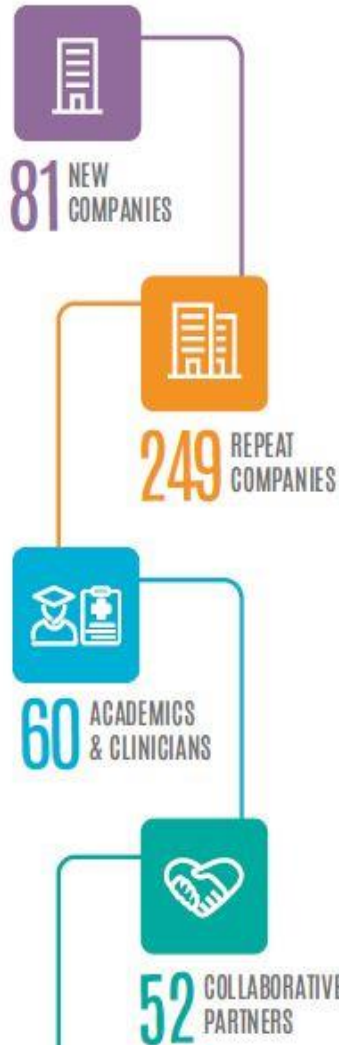 81 NEW
COMPANIES
249 REPEAT
COMPANIES
60 ACADEMICS
& CLINICIANS
52 COLLABORATIVE
PARTNERS